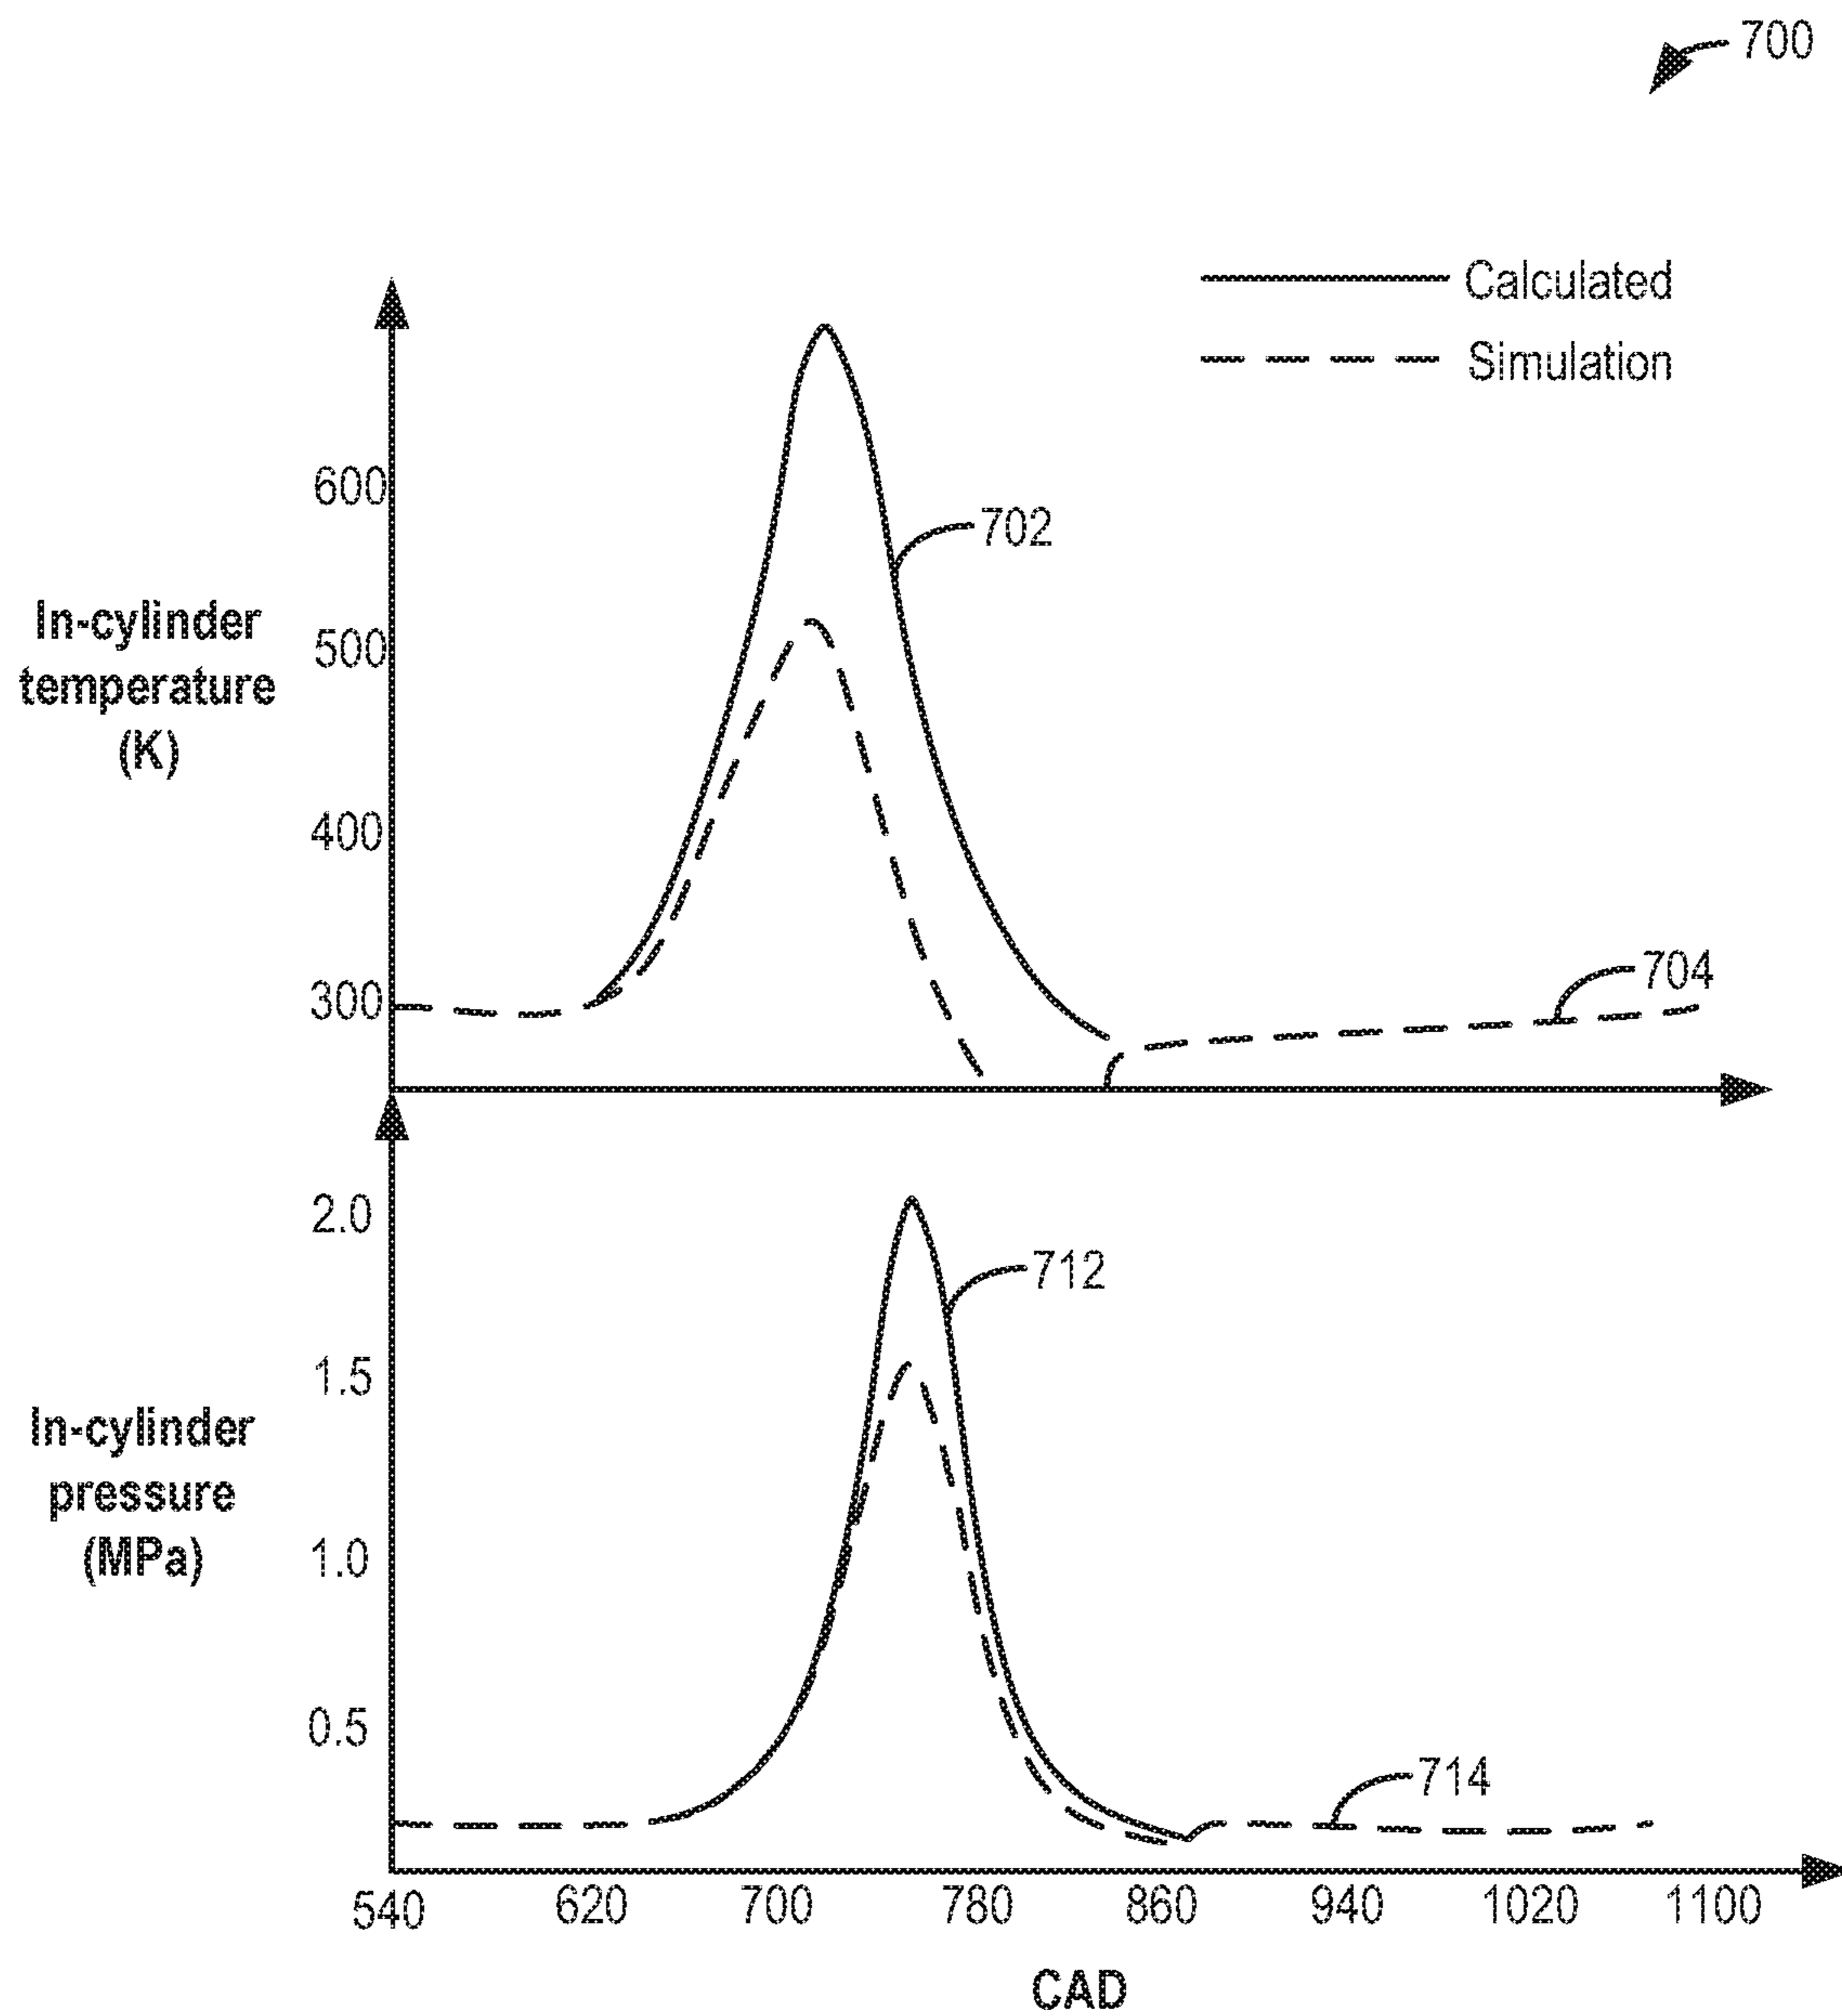 700
Calculated
Simulation
600
702
In-cylinder
temperature
(K)
500
400
300
704
2.0
712
1.5
In-cylinder
pressure
(MPa)
1.0
0.5
714
540 620 700 780 860 940 1020 1100
CAD